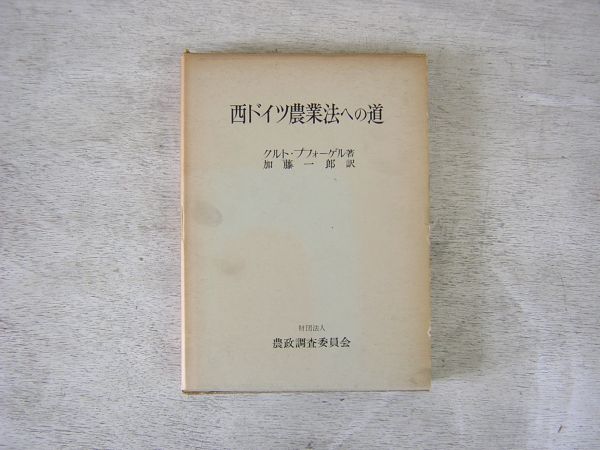 西ドイツ農業法への道
クルト・プフォーゲル著
加藤一郎訳
財団法人
農政調査委員会